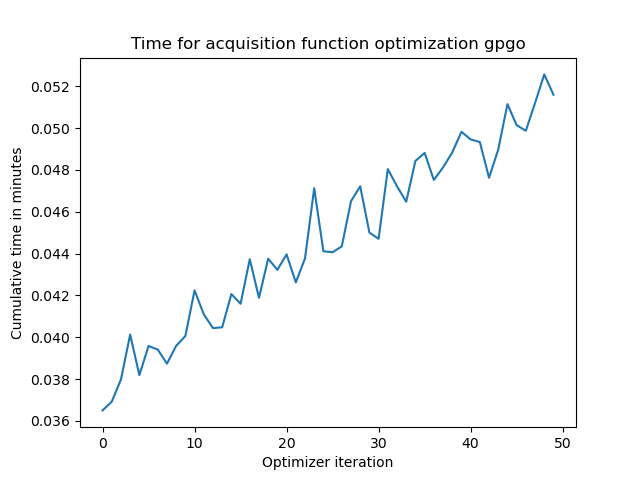 Time for acquisition function optimization gpgo
0.052
0.050
0.048
0.046
0.044
0.042
0.040
0.038
0.036
Cumulative time in minutes
0 10 20 30 40 50
Optimizer iteration